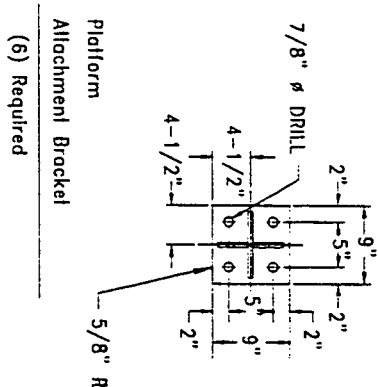 7/8" ø DRILL
4-1/2"
4-1/2"
2"
9"
5"
2"
5
2"
9"
2"
5/8"
Platform
Attachment Bracket
(6) Required